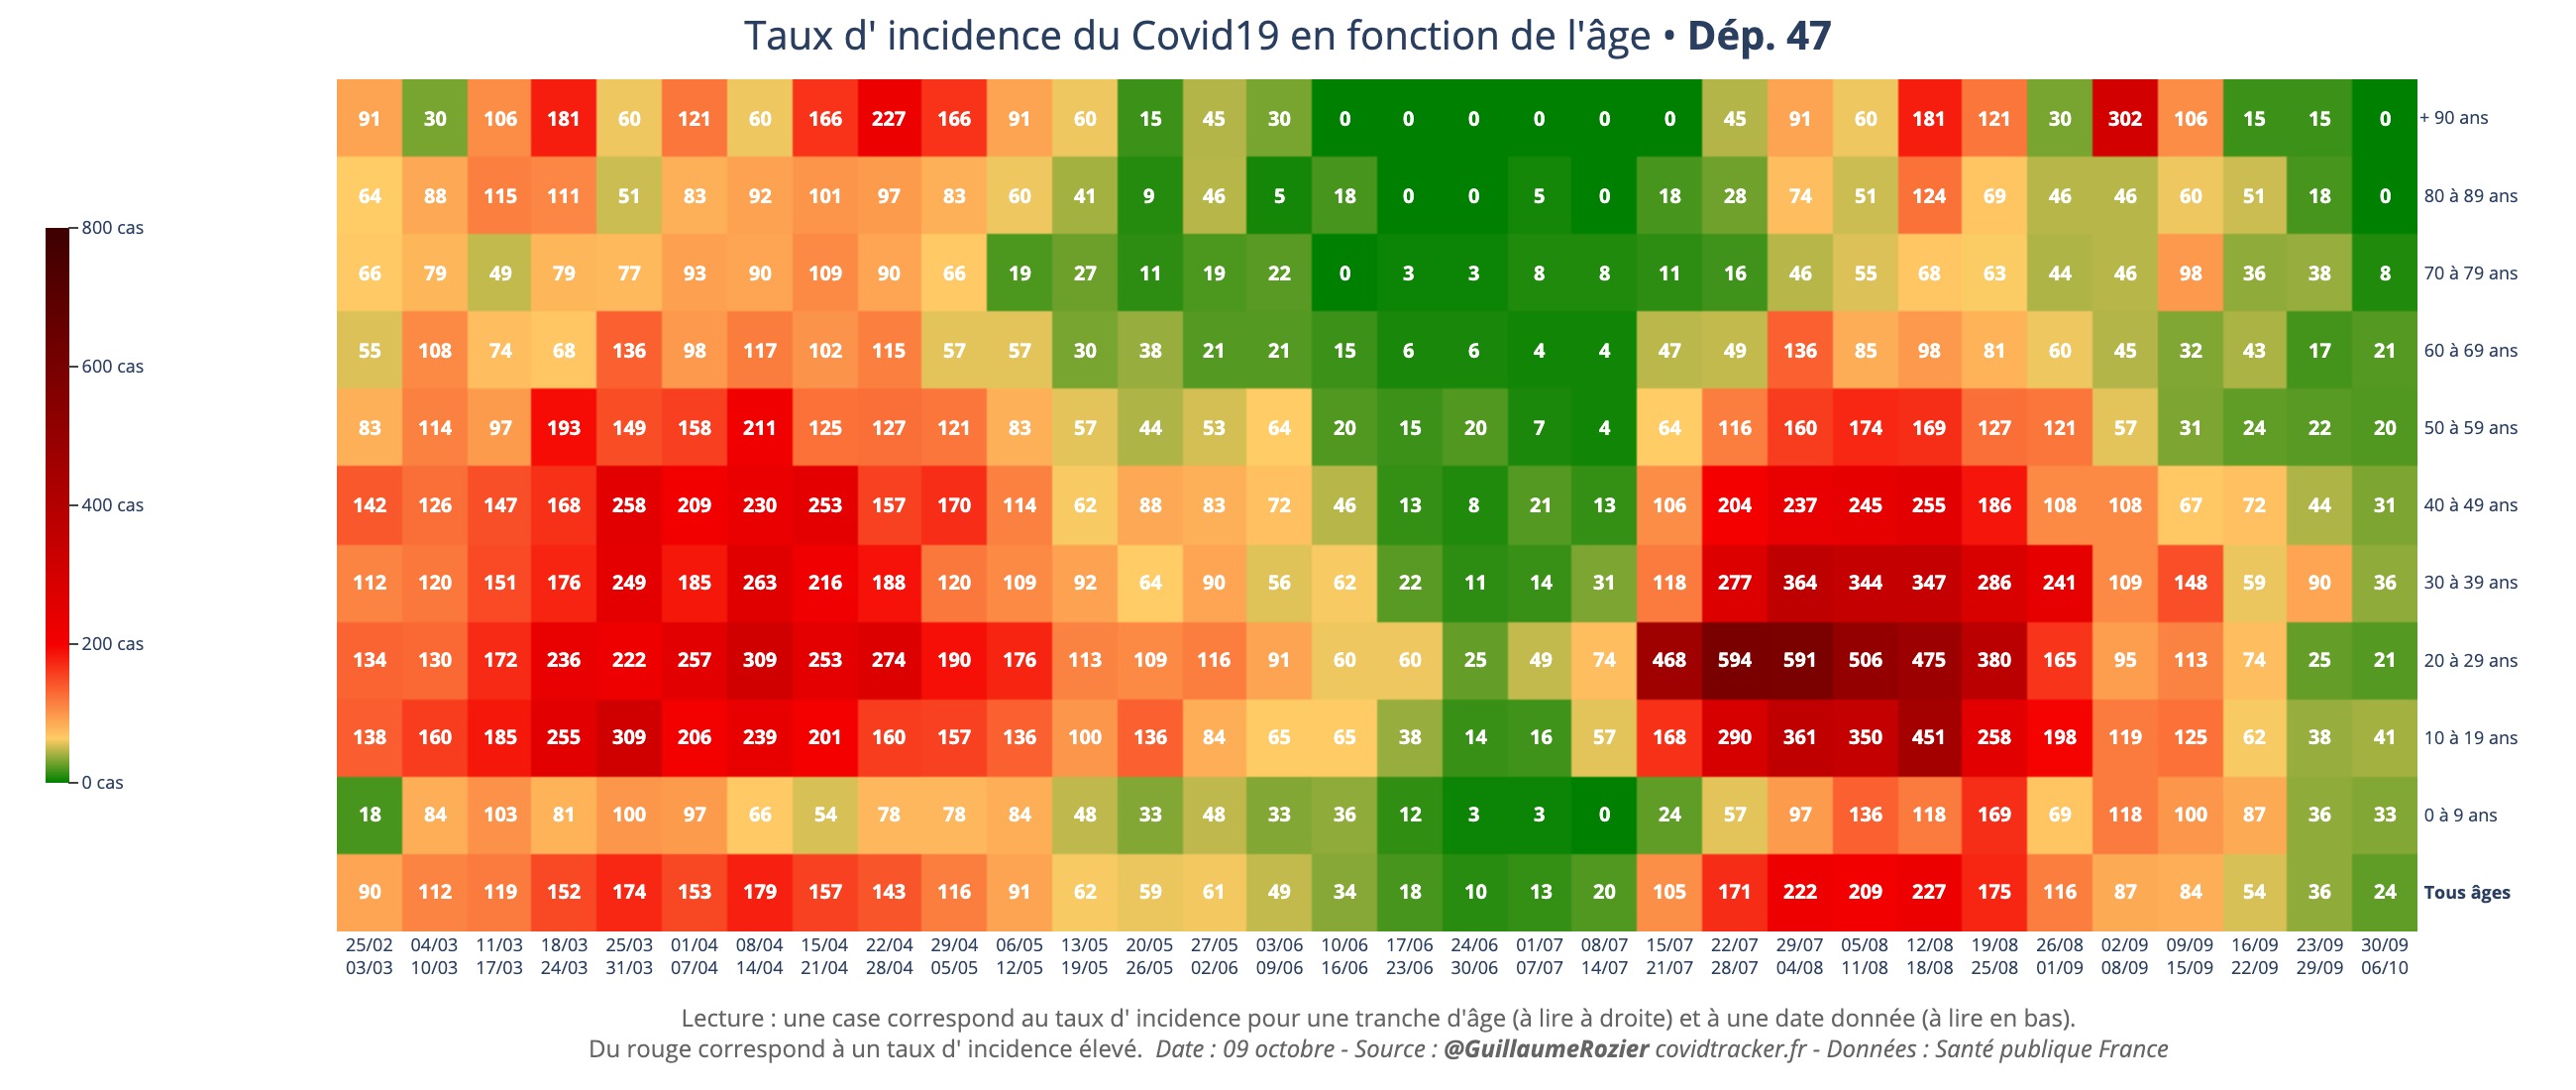 Taux d' incidence du Covid19 en fonction de l'âge • Dép. 47
800 cas
600 cas
400 cas
200 cas
0 cas
91 30 106 181 60 121 60 166 227 166 91 60 15 45 30 0 0 0 0 0 0 45 91 60 181 121 30 302 106 15 15 0 + 90 ans
64 88 115 111 51 83 92 101 97 83 60 41 9 46 5 18 0 0 5 0 18 28 74 51 124 69 46 46 60 51 18 0 80 à 89 ans
66 79 49 79 77 93 90 109 90 66 19 27 11 19 22 0 3 3 8 8 11 16 46 55 68 63 44 46 98 36 38 8 70 à 79 ans
55 108 74 68 136 98 117 102 115 57 57 30 38 21 21 15 6 6 4 4 47 49 136 85 98 81 60 45 32 43 17 21 60 à 69 ans
83 114 97 193 149 158 211 125 127 121 83 57 44 53 64 20 15 20 7 4 64 116 160 174 169 127 121 57 31 24 22 20 50 à 59 ans
142 126 147 168 258 209 230 253 157 170 114 62 88 83 72 46 13 8 21 13 106 204 237 245 255 186 108 108 67 72 44 31 40 à 49 ans
112 120 151 176 249 185 263 216 188 120 109 92 64 90 56 62 22 11 14 31 118 277 364 344 347 286 241 109 148 59 90 36 30 à 39 ans
134 130 172 236 222 257 309 253 274 190 176 113 109 116 91 60 60 25 49 74 468 594 591 506 475 380 165 95 113 74 25 21 20 à 29 ans
138 160 185 255 309 206 239 201 160 157 136 100 136 84 65 65 38 14 16 57 168 290 361 350 451 258 198 119 125 62 38 41 10 à 19 ans
18 84 103 81 100 97 66 54 78 78 84 48 33 48 33 36 12 3 3 0 24 57 97 136 118 169 69 118 100 87 36 33 0 à 9 ans
90 112 119 152 174 153 179 157 143 116 91 62 59 61 49 34 18 10 13 20 105 171 222 209 227 175 116 87 84 54 36 24 Tous âges
25/02 04/03 11/03 18/03 25/03 01/04 08/04 15/04 22/04 29/04 06/05 13/05 20/05 27/05 03/06 10/06 17/06 24/06 01/07 08/07 15/07 22/07 29/07 05/08 12/08 19/08 26/08 02/09 09/09 16/09 23/09 30/09
03/03 10/03 17/03 24/03 31/03 07/04 14/04 21/04 28/04 05/05 12/05 19/05 26/05 02/06 09/06 16/06 23/06 30/06 07/07 14/07 21/07 28/07 04/08 11/08 18/08 25/08 01/09 08/09 15/09 22/09 29/09 06/10
Lecture : une case correspond au taux d' incidence pour une tranche d'âge (à lire à droite) et à une date donnée (à lire en bas).
Du rouge correspond à un taux d' incidence élevé. Date : 09 octobre - Source : @GuillaumeRozier covidtracker.fr - Données : Santé publique France